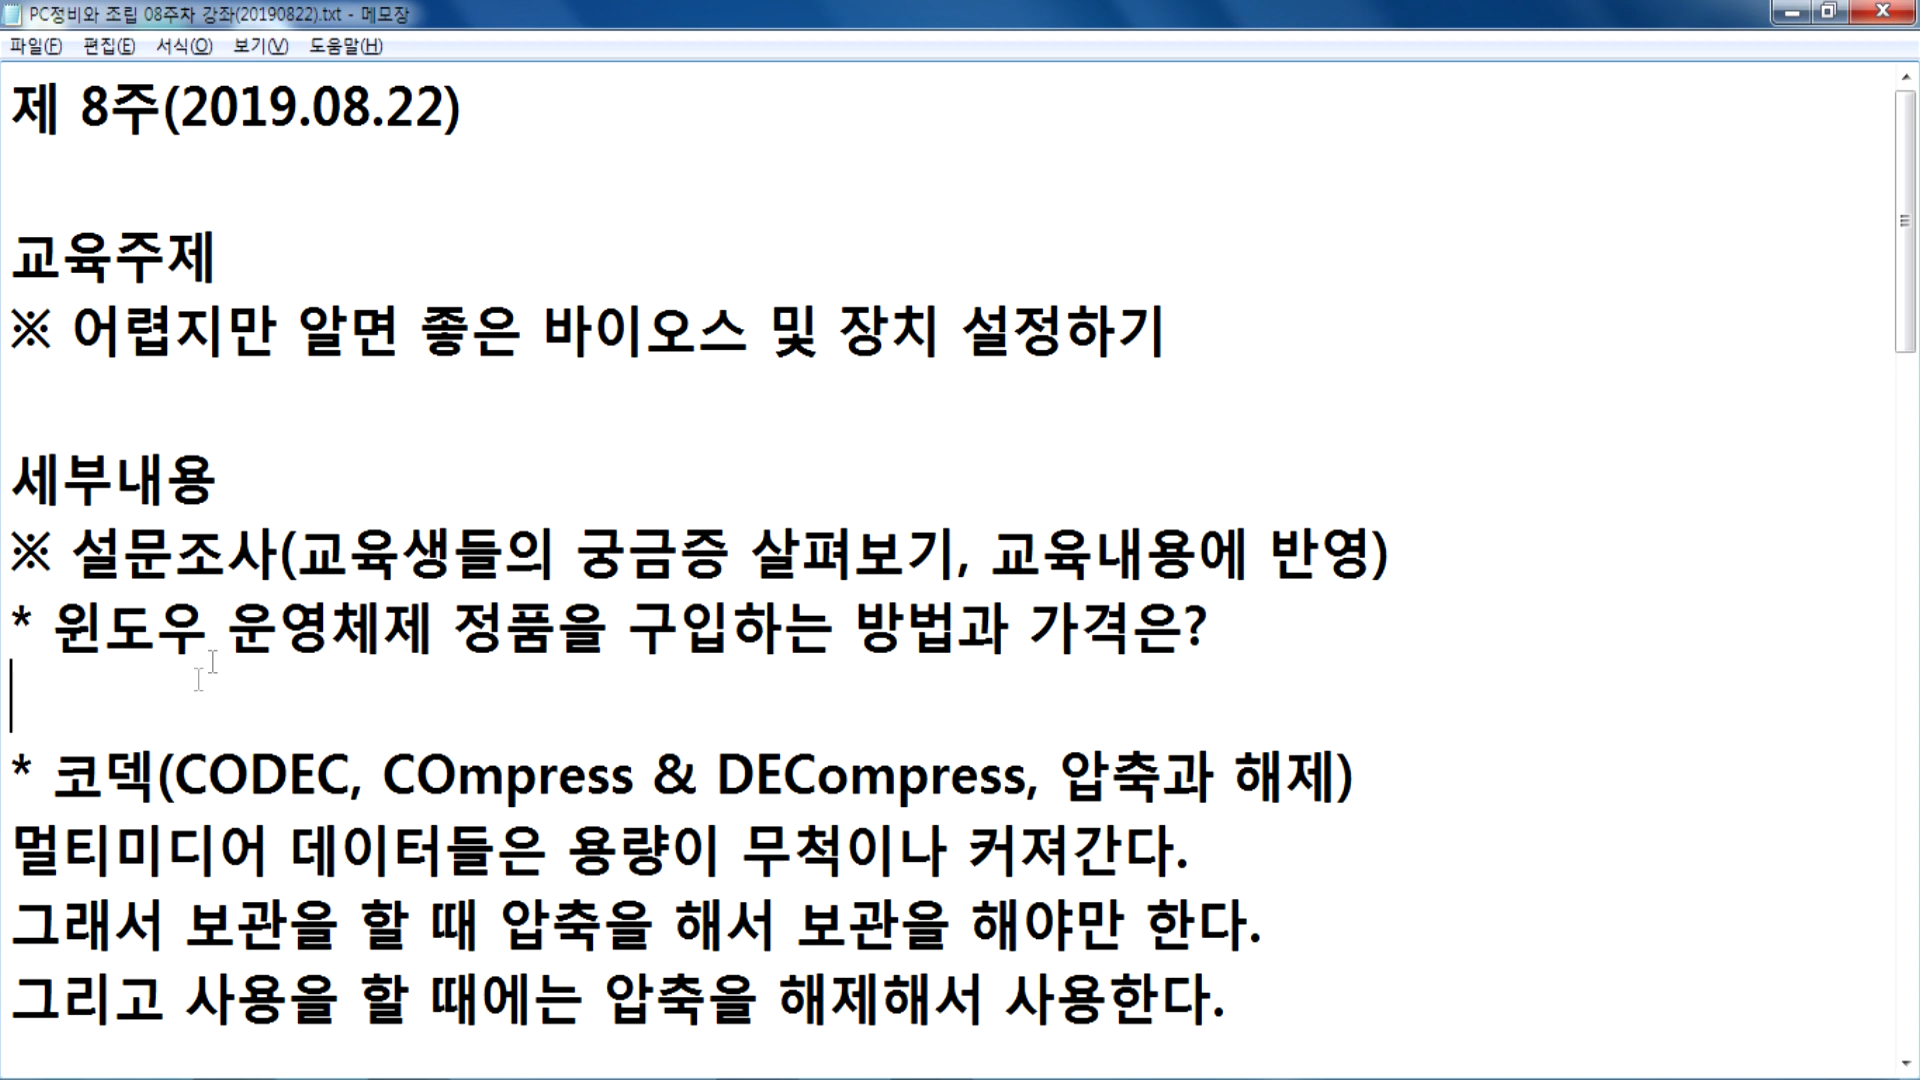 PC정비와 조립 08주차 강좌(20190822).txt - 메모장
파일(F) 편집(E) 서식(O) 보기(V) 도움말(H)
제 8주(2019.08.22)
교육주제
※ 어렵지만 알면 좋은 바이오스 및 장치 설정하기
세부내용
※ 설문조사(교육생들의 궁금증 살펴보기, 교육내용에 반영)
* 윈도우 운영체제 정품을 구입하는 방법과 가격은?
* 코덱(CODEC, COmpress & DECompress, 압축과 해제)
멀티미디어 데이터들은 용량이 무척이나 커져간다.
그래서 보관을 할 때 압축을 해서 보관을 해야만 한다.
그리고 사용을 할 때에는 압축을 해제해서 사용한다.